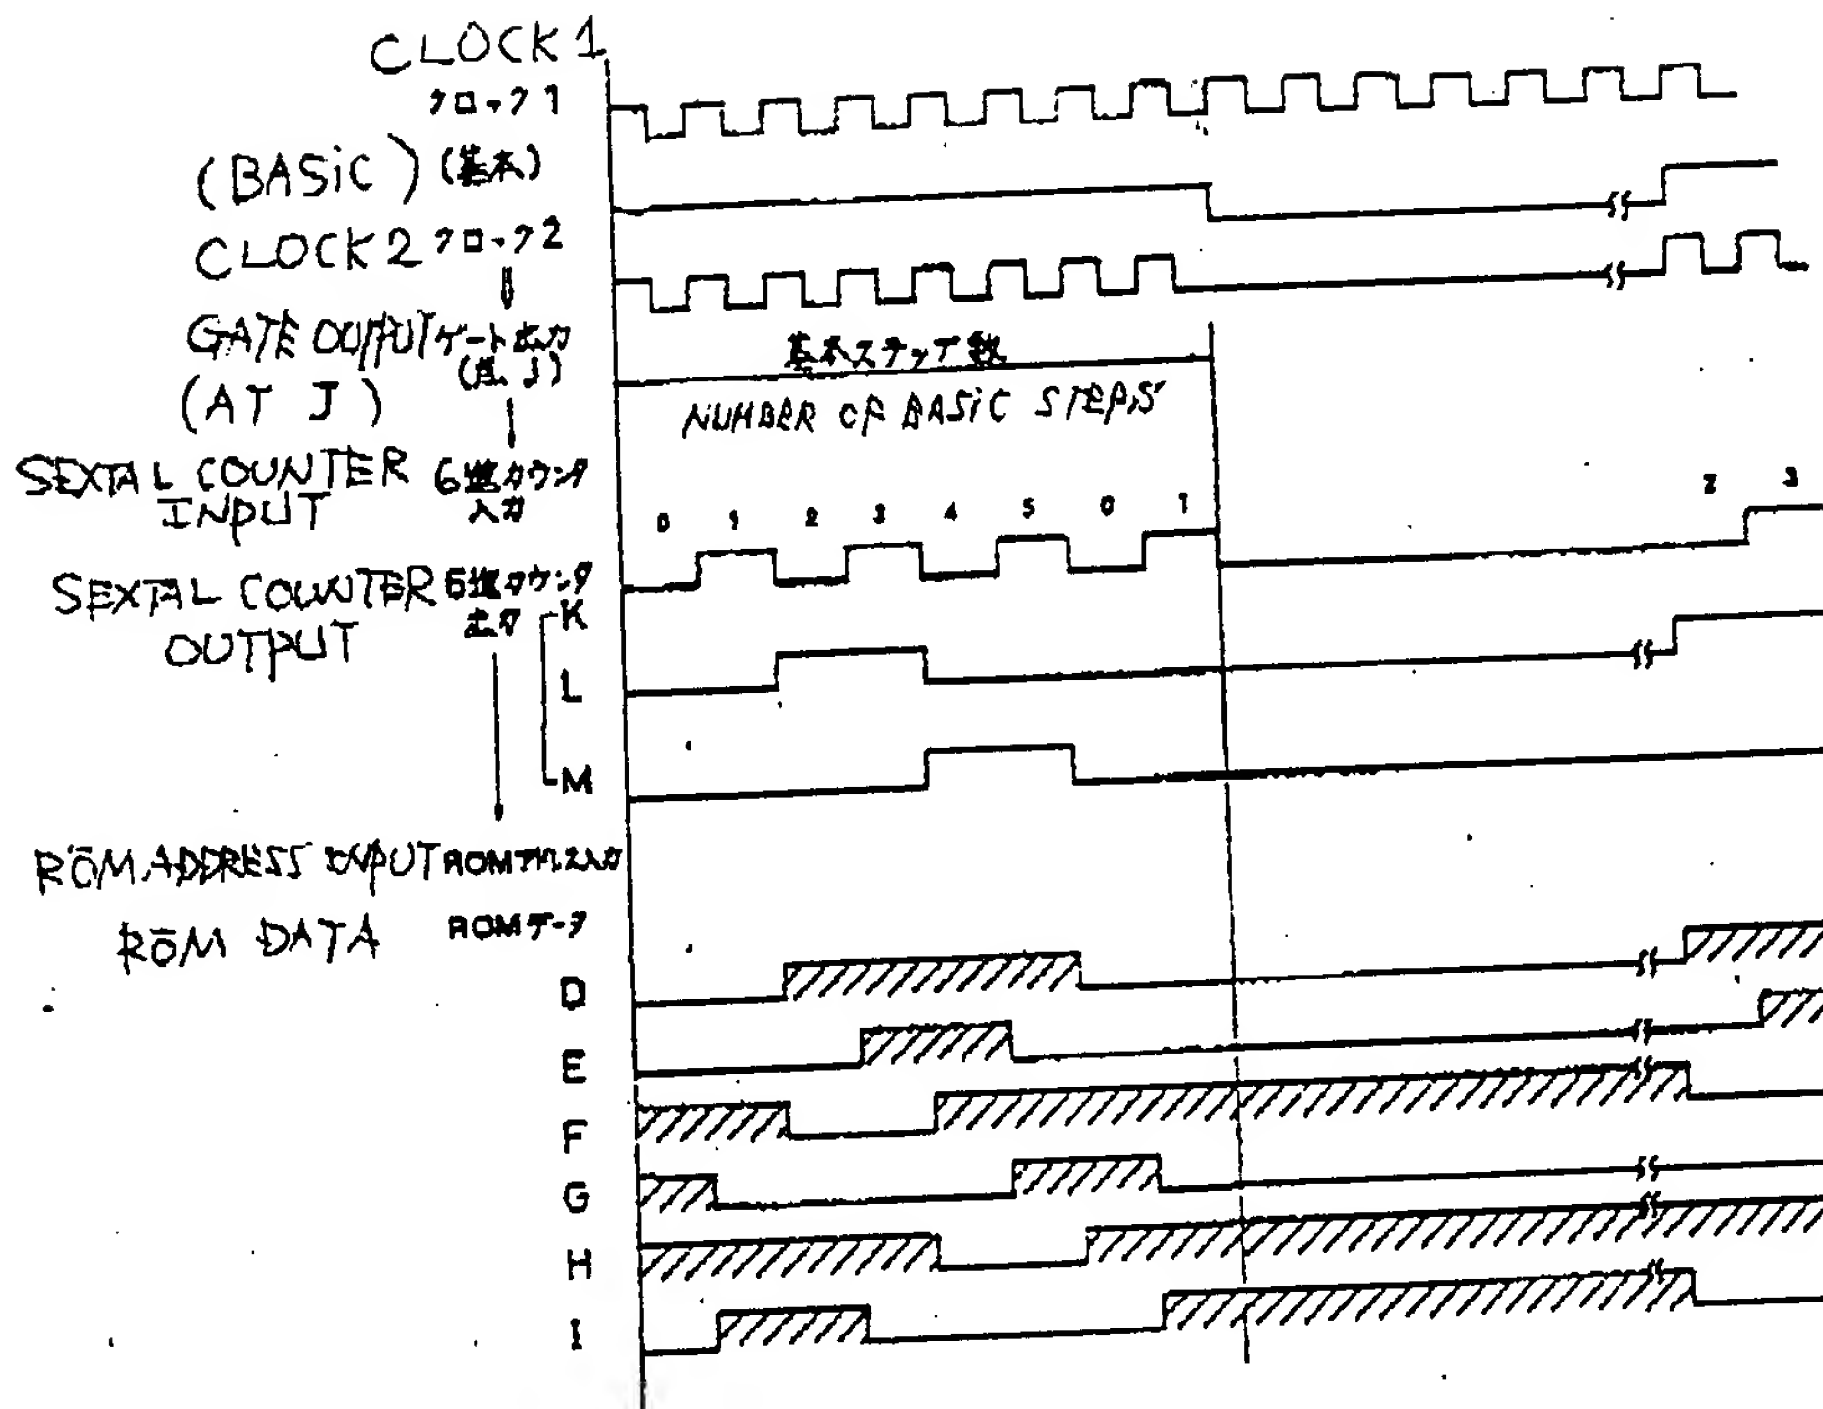 CLOCK 1
クロック1
(BASiC) (基本)
CLOCK 2 クロック2
GATE OUTPUT ゲート出力
(AT J) (点J)
基本ステップ数
NUMBER OF BASiC STEPS
SEXTAL COUNTER 6進カウンタ
INPUT 入力
0 1 2 3 4 5 0 1 2 3
SEXTAL COUNTER 6進カウンタ
OUTPUT 出力
K
L
M
ROM ADDRESS INPUT ROMアドレス入力
ROM DATA ROMデータ
D
E
F
G
H
I